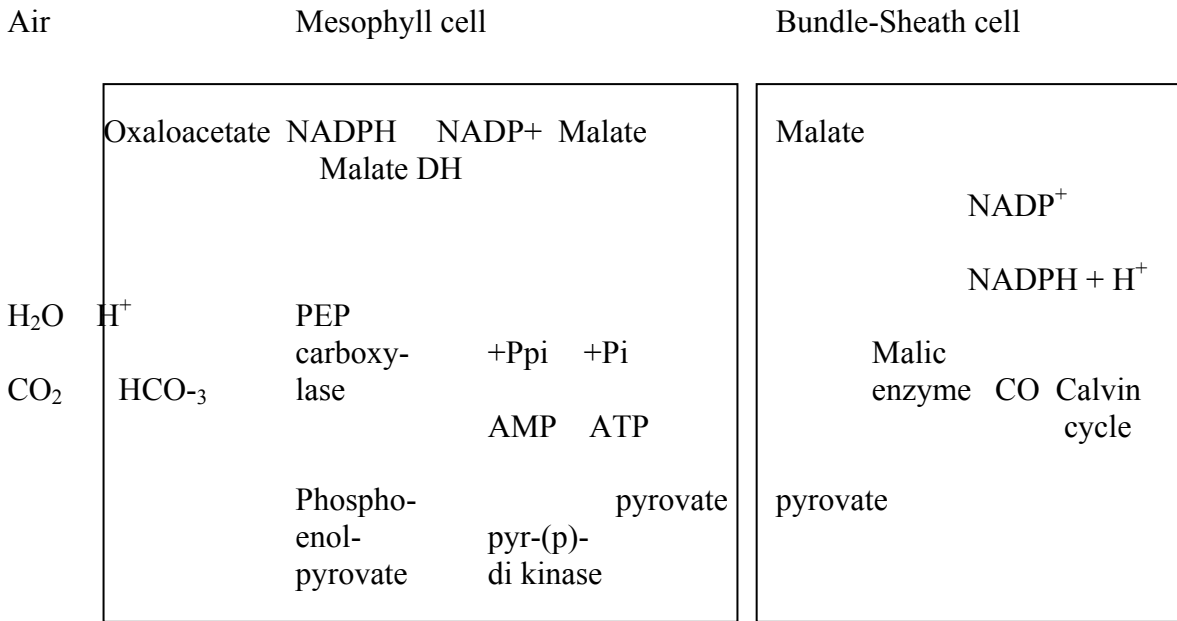 Air Mesophyll cell Bundle-Sheath cell
Oxaloacetate NADPH NADP+ Malate Malate
Malate DH
NADP⁺
NADPH + H⁺
H₂O H⁺ PEP
carboxy- +Ppi +Pi Malic
CO₂ HCO-₃ lase enzyme CO Calvin
AMP ATP cycle
Phospho- pyrovate pyrovate
enol- pyr-(p)-
pyrovate di kinase